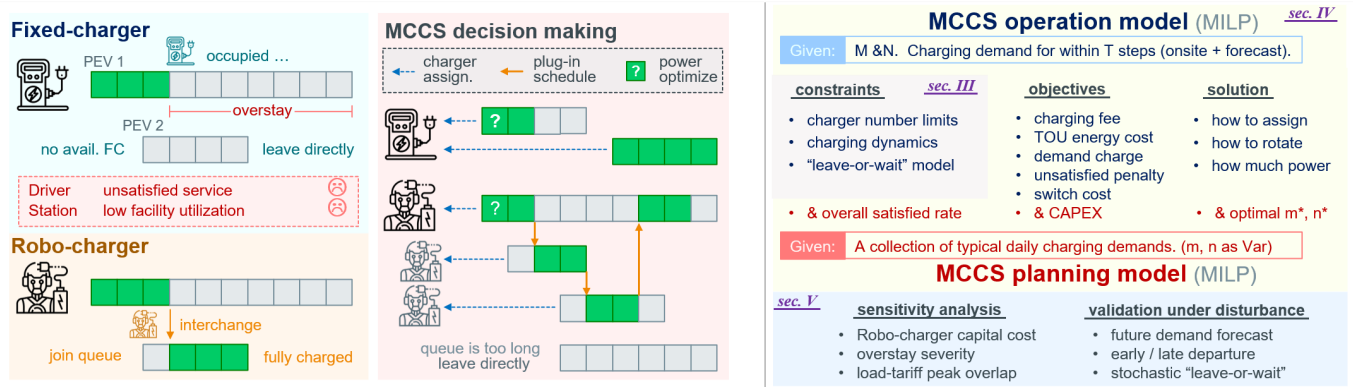 Fixed-charger
PEV 1
occupied …
overstay
PEV 2
no avail. FC
leave directly
Driver unsatisfied service
Station low facility utilization
Robo-charger
interchange
join queue
fully charged
MCCS decision making
charger assign.
plug-in schedule
? power optimize
?
?
queue is too long
leave directly
MCCS operation model (MILP)
sec. IV
Given: M &N. Charging demand for within T steps (onsite + forecast).
constraints
sec. III
• charger number limits
• charging dynamics
• “leave-or-wait” model
• & overall satisfied rate
objectives
• charging fee
• TOU energy cost
• demand charge
• unsatisfied penalty
• switch cost
• & CAPEX
solution
• how to assign
• how to rotate
• how much power
• & optimal m*, n*
Given: A collection of typical daily charging demands. (m, n as Var)
MCCS planning model (MILP)
sec. V
sensitivity analysis
• Robo-charger capital cost
• overstay severity
• load-tariff peak overlap
validation under disturbance
• future demand forecast
• early / late departure
• stochastic “leave-or-wait”